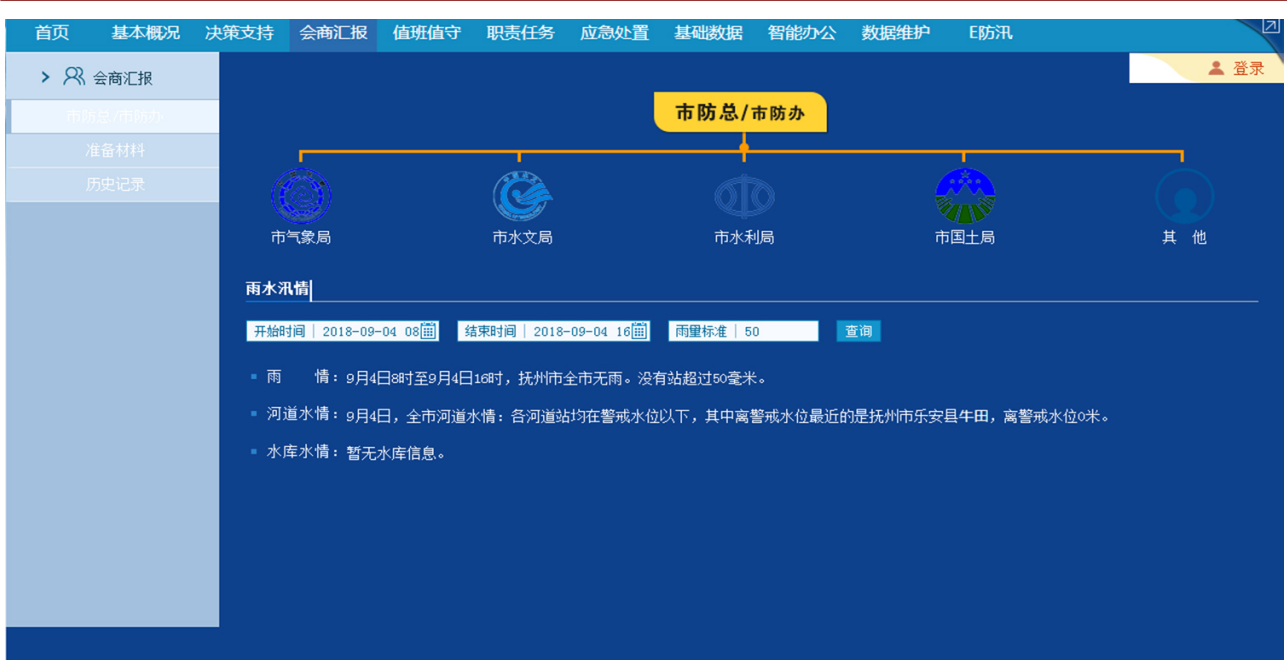 首页 基本概况 决策支持 会商汇报 值班值守 职责任务 应急处置 基础数据 智能办公 数据维护 E防汛
会商汇报
登录
市防总/市防办
准备材料
历史记录
市防总/市防办
市气象局 市水文局 市水利局 市国土局 其 他
雨水汛情
开始时间 2018-09-04 08 结束时间 2018-09-04 16 雨量标准 50 查询
雨 情：9月4日8时至9月4日16时，抚州市全市无雨。没有站超过50毫米。
河道水情：9月4日，全市河道水情：各河道站均在警戒水位以下，其中离警戒水位最近的是抚州市乐安县牛田，离警戒水位0米。
水库水情：暂无水库信息。